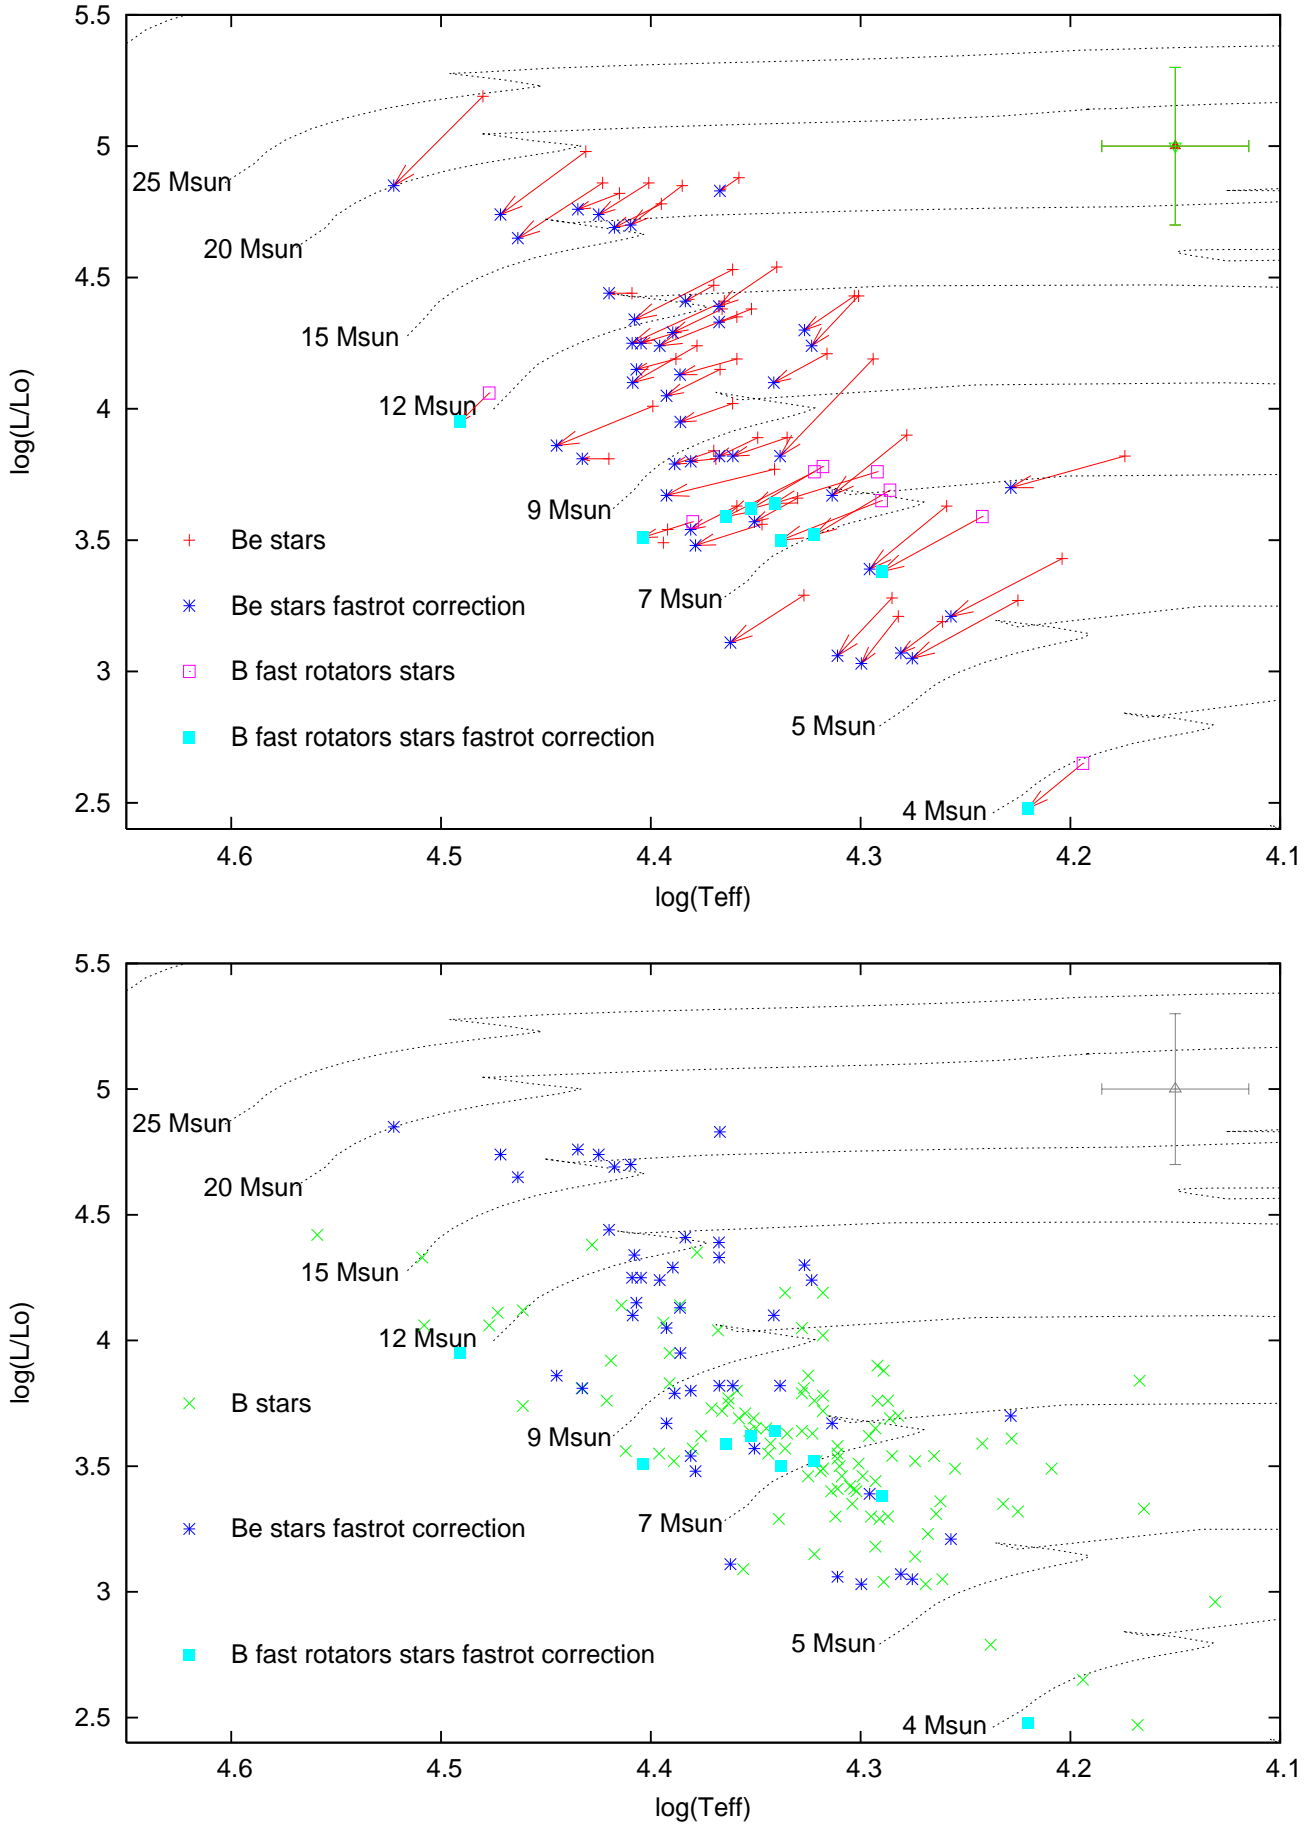 5.5
5
4.5
4
3.5
3
2.5
log(L/Lo)
25 Msun
20 Msun
15 Msun
12 Msun
9 Msun
7 Msun
5 Msun
4 Msun
Be stars
Be stars fastrot correction
B fast rotators stars
B fast rotators stars fastrot correction
4.6
4.5
4.4
4.3
4.2
4.1
log(Teff)
5.5
5
4.5
4
3.5
3
2.5
log(L/Lo)
25 Msun
20 Msun
15 Msun
12 Msun
9 Msun
7 Msun
5 Msun
4 Msun
B stars
Be stars fastrot correction
B fast rotators stars fastrot correction
4.6
4.5
4.4
4.3
4.2
4.1
log(Teff)